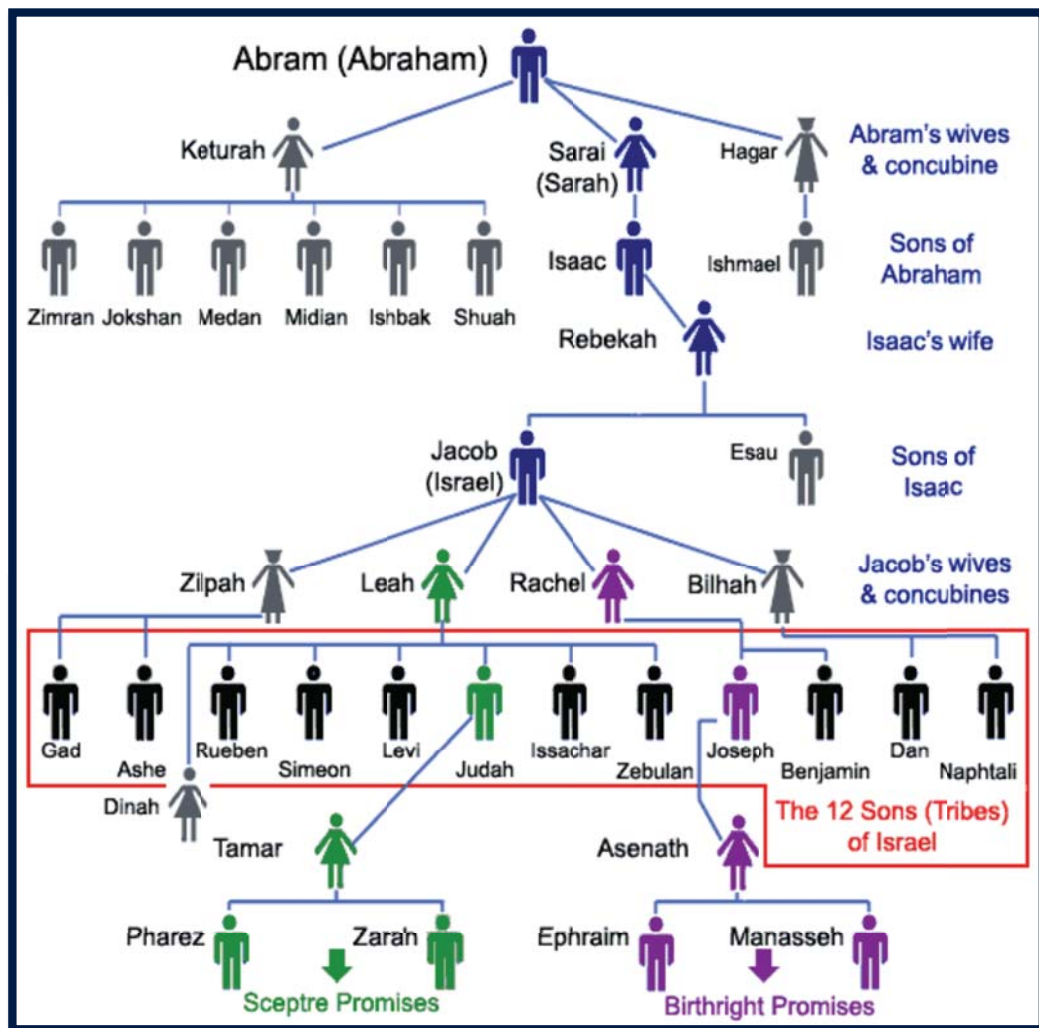 Abram (Abraham)
Keturah
Sarai
(Sarah)
Hagar
Abram's wives
& concubine
Isaac
Ishmael
Sons of
Abraham
Zimran Jokshan Medan Midian Ishbak Shuah
Rebekah
Isaac's wife
Jacob
(Israel)
Esau
Sons of
Isaac
Zilpah
Leah
Rachel
Bilhah
Jacob's wives
& concubines
Gad
Ashe
Rueben
Simeon
Levi
Judah
Issachar
Zebulan
Joseph
Benjamin
Dan
Naphtali
Dinah
The 12 Sons (Tribes)
of Israel
Tamar
Asenath
Pharez
Zarah
Ephraim
Manasseh
Sceptre Promises
Birthright Promises